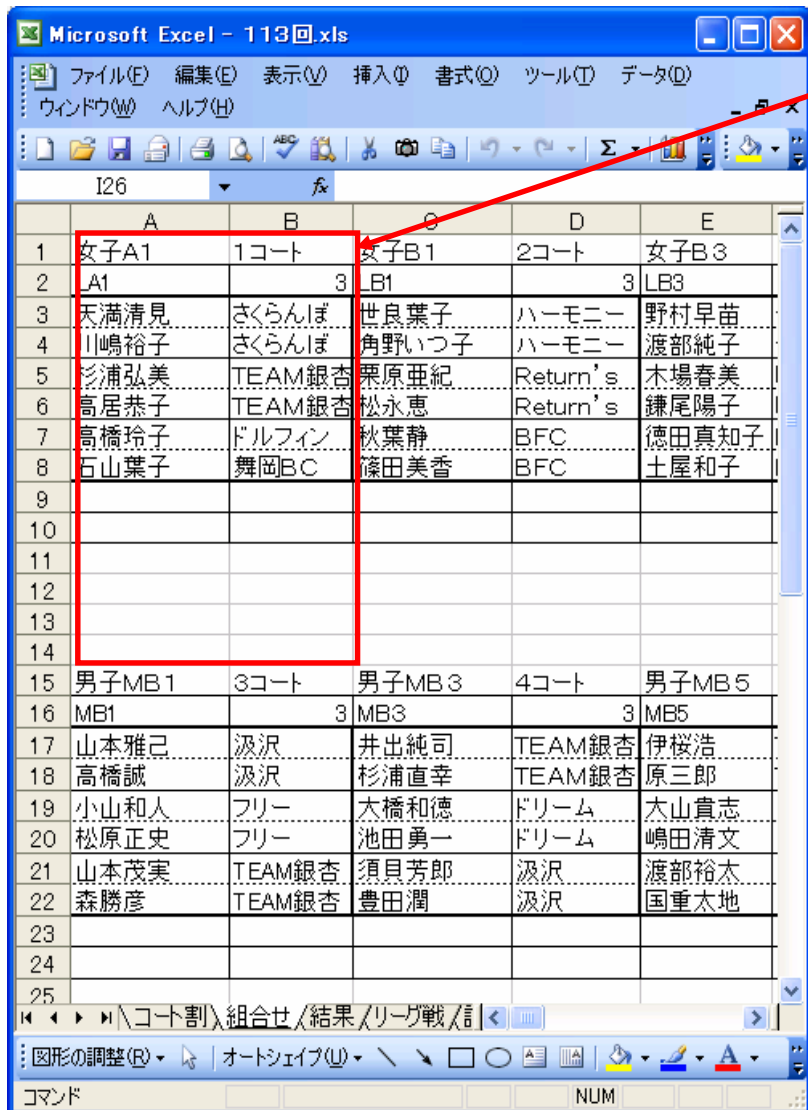 Microsoft Excel - 113回.xls
ファイル(F) 編集(E) 表示(V) 挿入(I) 書式(O) ツール(T) データ(D)
ウィンドウ(W) ヘルプ(H)
I26 fx
A B C D E
1 女子A1 1コート 女子B1 2コート 女子B3
2 LA1 3 LB1 3 LB3
3 天満清見 さくらんぼ 世良葉子 ハーモニー 野村早苗
4 川嶋裕子 さくらんぼ 角野いつ子 ハーモニー 渡部純子
5 杉浦弘美 TEAM銀杏 栗原亜紀 Return's 木場春美
6 高居恭子 TEAM銀杏 松永恵 Return's 鎌尾陽子
7 高橋玲子 ドルフィン 秋葉静 BFC 徳田真知子
8 石山葉子 舞岡BC 篠田美香 BFC 土屋和子
9
10
11
12
13
14
15 男子MB1 3コート 男子MB3 4コート 男子MB5
16 MB1 3 MB3 3 MB5
17 山本雅己 汲沢 井出純司 TEAM銀杏 伊桜浩
18 高橋誠 汲沢 杉浦直幸 TEAM銀杏 原三郎
19 小山和人 フリー 大橋和徳 ドリーム 大山貴志
20 松原正史 フリー 池田勇一 ドリーム 嶋田清文
21 山本茂実 TEAM銀杏 須貝芳郎 汲沢 渡部裕太
22 森勝彦 TEAM銀杏 豊田潤 汲沢 国重太地
23
24
25
コート割 組合せ 結果 リーグ戦
図形の調整(R) オートシェイプ(U)
コマンド NUM